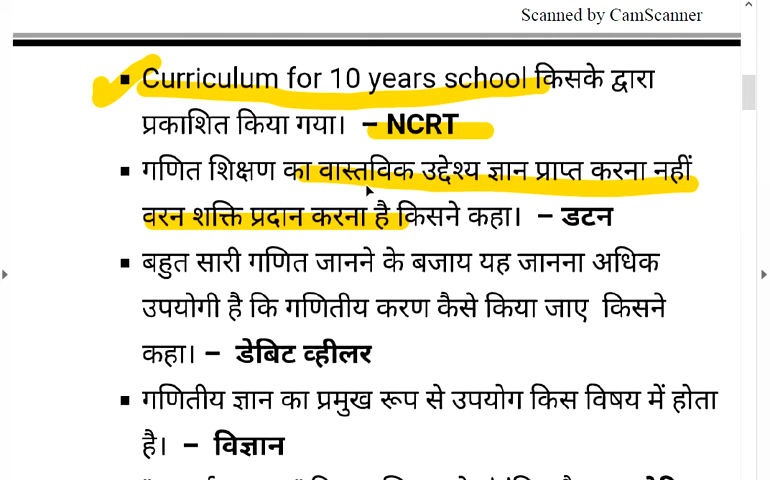 Scanned by CamScanner
▪ Curriculum for 10 years school किसके द्वारा
प्रकाशित किया गया। – NCRT
▪ गणित शिक्षण का वास्तविक उद्देश्य ज्ञान प्राप्त करना नहीं
वरन शक्ति प्रदान करना है किसने कहा। – डटन
▪ बहुत सारी गणित जानने के बजाय यह जानना अधिक
उपयोगी है कि गणितीय करण कैसे किया जाए किसने
कहा। – डेबिट व्हीलर
▪ गणितीय ज्ञान का प्रमुख रूप से उपयोग किस विषय में होता
है। – विज्ञान